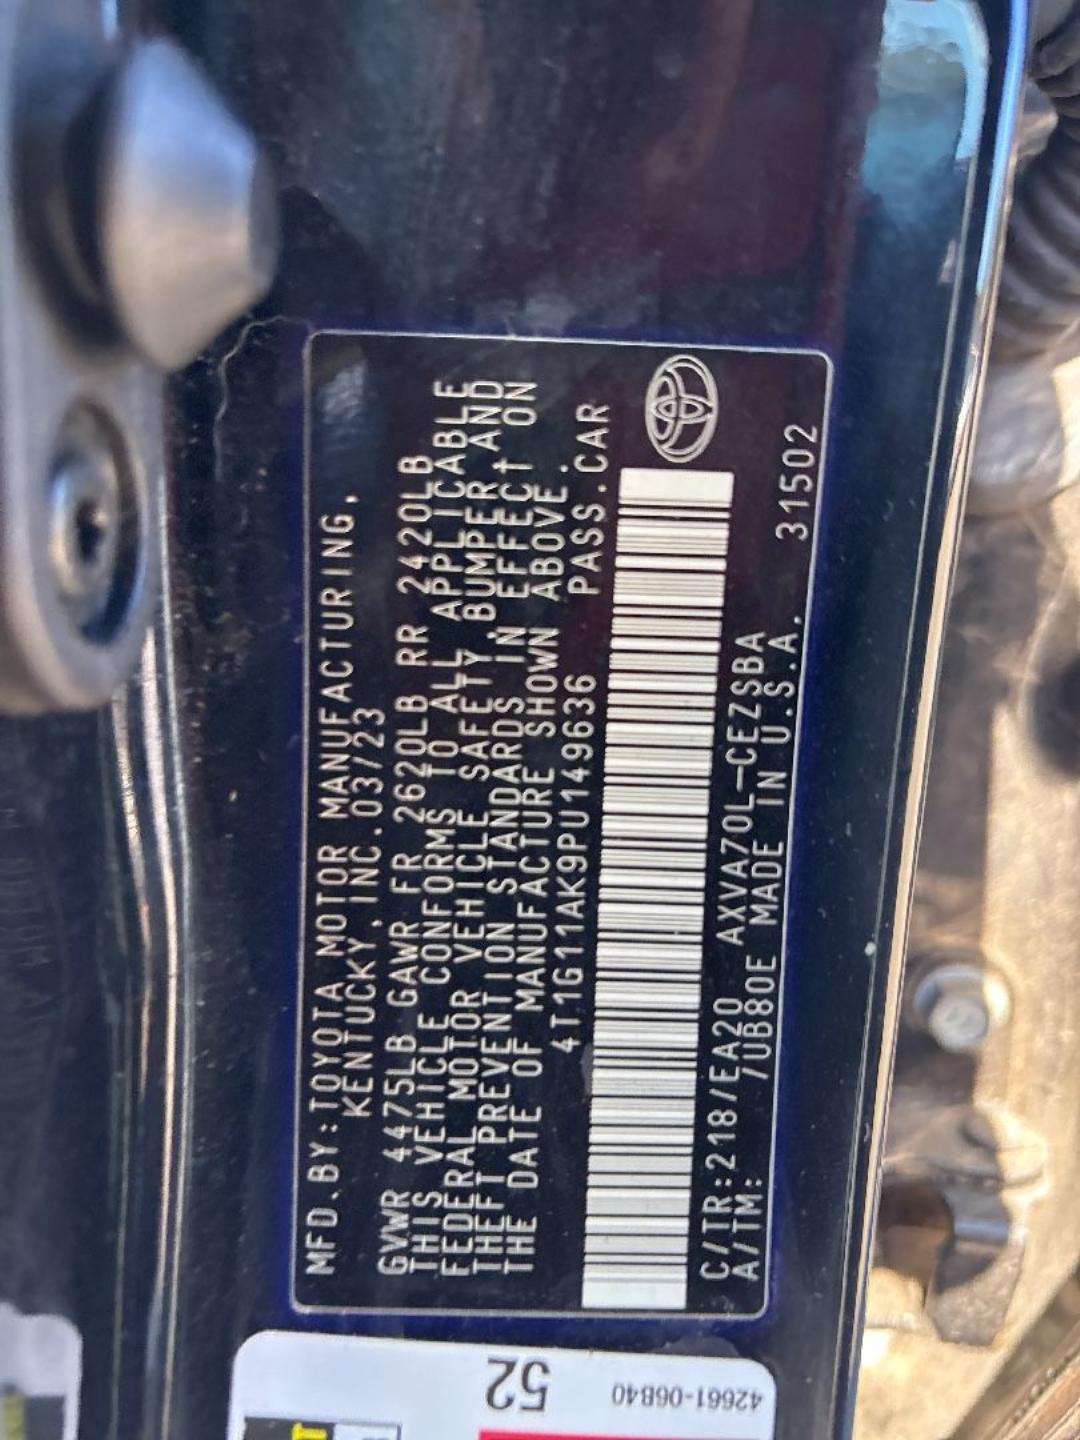 MFD.BY:TOYOTA MOTOR MANUFACTURING,
KENTUCKY,INC.03/23
GVWR 4475LB GAWR FR 2620LB RR 2420LB
THIS VEHICLE CONFORMS TO ALL APPLICABLE
FEDERAL MOTOR VEHICLE SAFETY,BUMPER,AND
THEFT PREVENTION STANDARDS IN EFFECT ON
THE DATE OF MANUFACTURE SHOWN ABOVE.
4T1G11AK9PU149636 PASS.CAR
C/TR:218/EA20 AXVA70L-CEZSBA
A/TM: /UB80E MADE IN U.S.A. 31502
52
42661-06B40
T